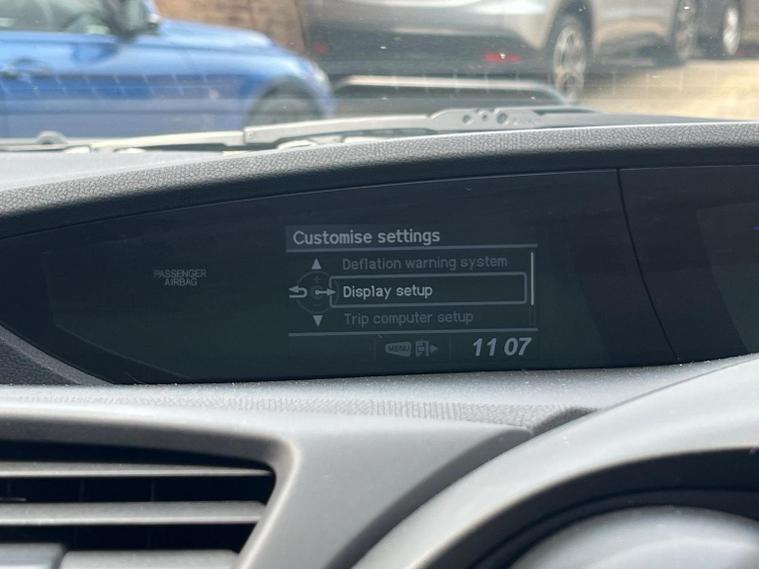 Customise settings
Deflation warning system
PASSENGER
AIRBAG
Display setup
Trip computer setup
MENU
11 07